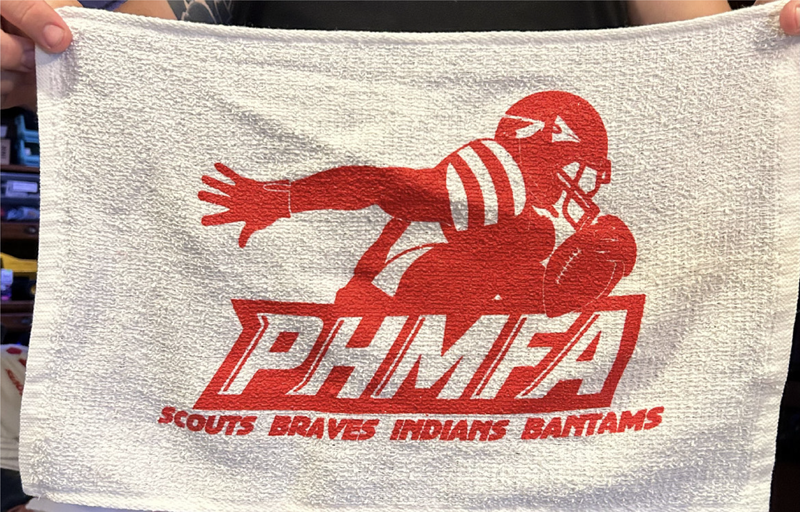 PHMFA
SCOUTS BRAVES INDIANS BANTAMS